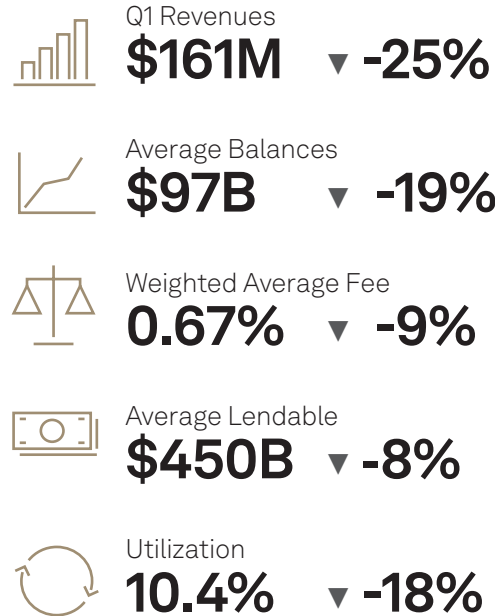 Q1 Revenues
$161M ▼ -25%
Average Balances
$97B ▼ -19%
Weighted Average Fee
0.67% ▼ -9%
Average Lendable
$450B ▼ -8%
Utilization
10.4% ▼ -18%